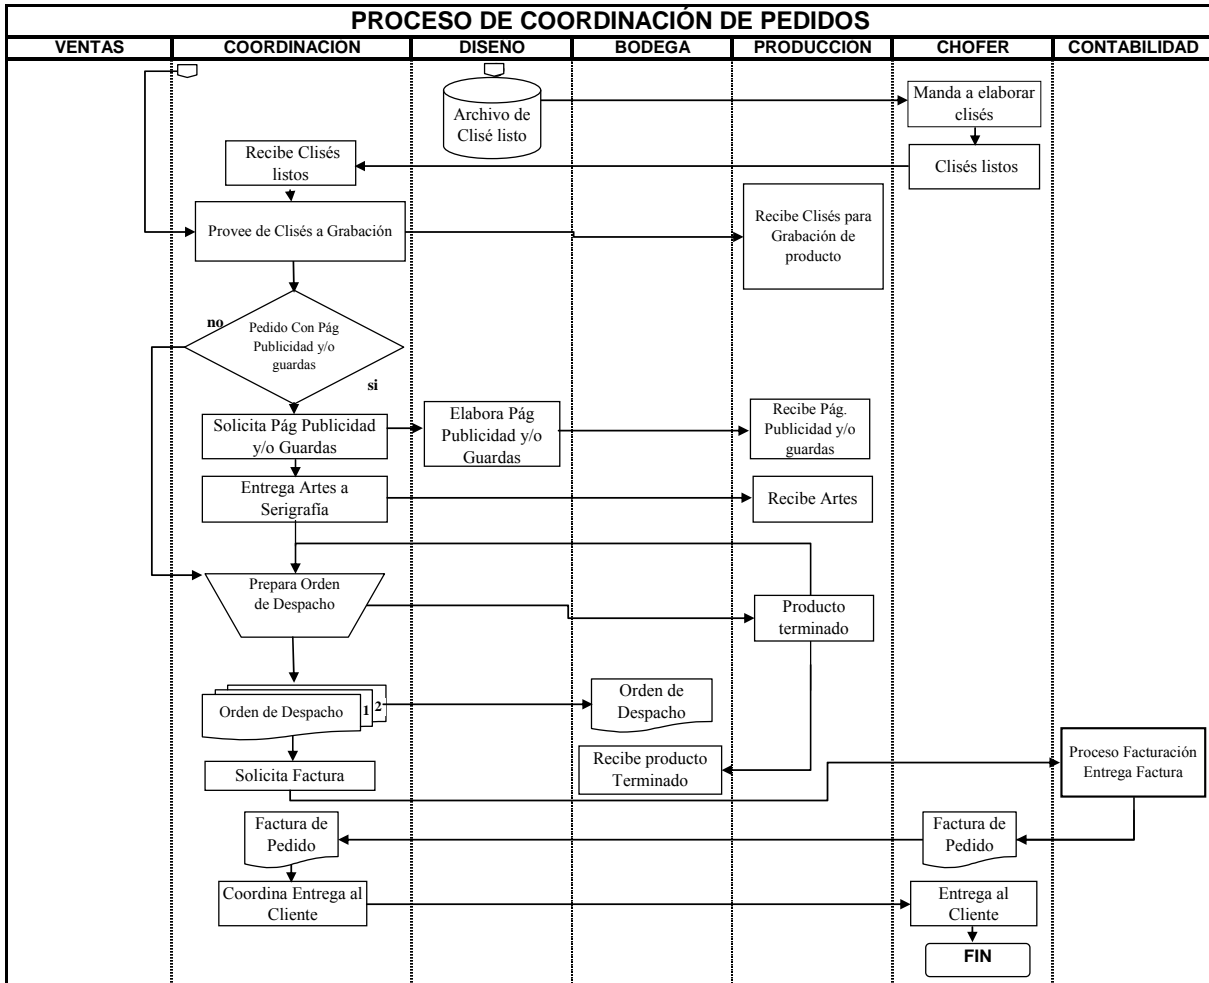 PROCESO DE COORDINACIÓN DE PEDIDOS
VENTAS
COORDINACION
DISENO
BODEGA
PRODUCCION
CHOFER
CONTABILIDAD
Archivo de
Clisé listo
Manda a elaborar
clisés
Recibe Clisés
listos
Clisés listos
Provee de Clisés a Grabación
Recibe Clisés para
Grabación de
producto
no
Pedido Con Pág
Publicidad y/o
guardas
si
Solicita Pág Publicidad
y/o Guardas
Elabora Pág
Publicidad y/o
Guardas
Recibe Pág.
Publicidad y/o
guardas
Entrega Artes a
Serigrafía
Recibe Artes
Prepara Orden
de Despacho
Producto
terminado
Orden de Despacho
1
2
Orden de
Despacho
Recibe producto
Terminado
Proceso Facturación
Entrega Factura
Solicita Factura
Factura de
Pedido
Factura de
Pedido
Coordina Entrega al
Cliente
Entrega al
Cliente
FIN